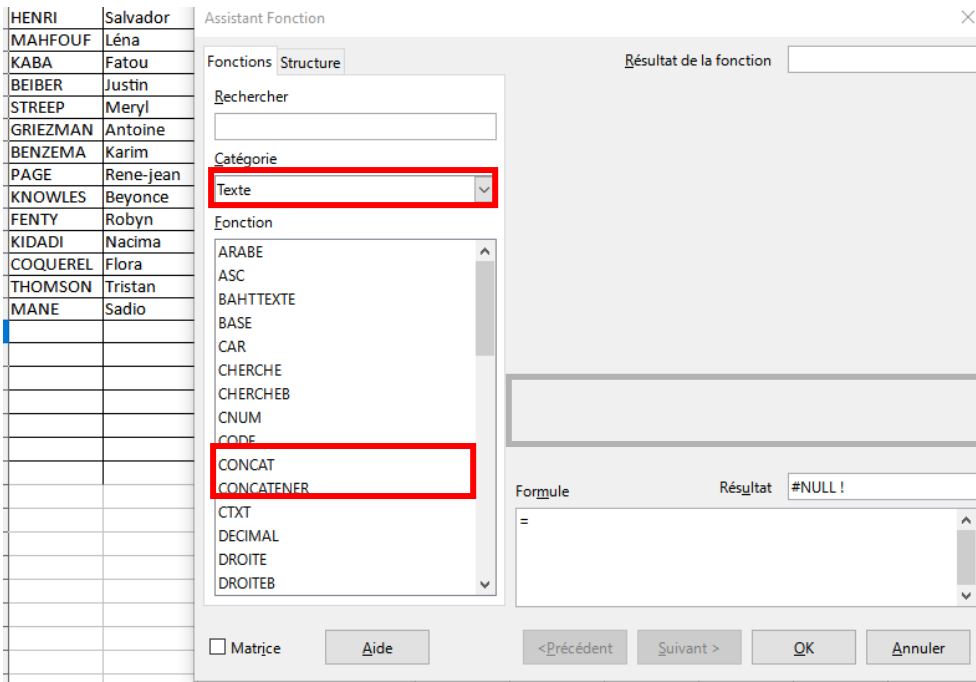 HENRI Salvador
MAHFOUF Léna
KABA Fatou
BEIBER Justin
STREEP Meryl
GRIEZMAN Antoine
BENZEMA Karim
PAGE Rene-jean
KNOWLES Beyonce
FENTY Robyn
KIDADI Nacima
COQUEREL Flora
THOMSON Tristan
MANE Sadio
Assistant Fonction
Fonctions Structure
Résultat de la fonction
Rechercher
Catégorie
Texte
Fonction
ARABE
ASC
BAHTTEXTE
BASE
CAR
CHERCHE
CHERCHEB
CNUM
CODE
CONCAT
CONCATENER
CTXT
DECIMAL
DROITE
DROITEB
Formule
Résultat #NULL !
=
Matrice
Aide
<Précédent
Suivant >
OK
Annuler